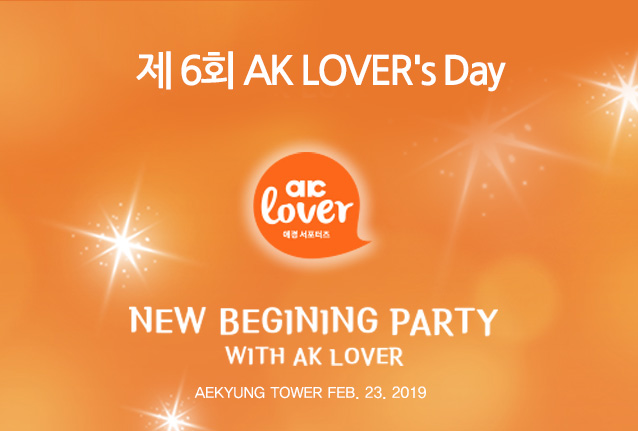 제 6회 AK LOVER's Day
ak
lover
애경 서포터즈
NEW BEGINING PARTY
WITH AK LOVER
AEKYUNG TOWER FEB. 23. 2019